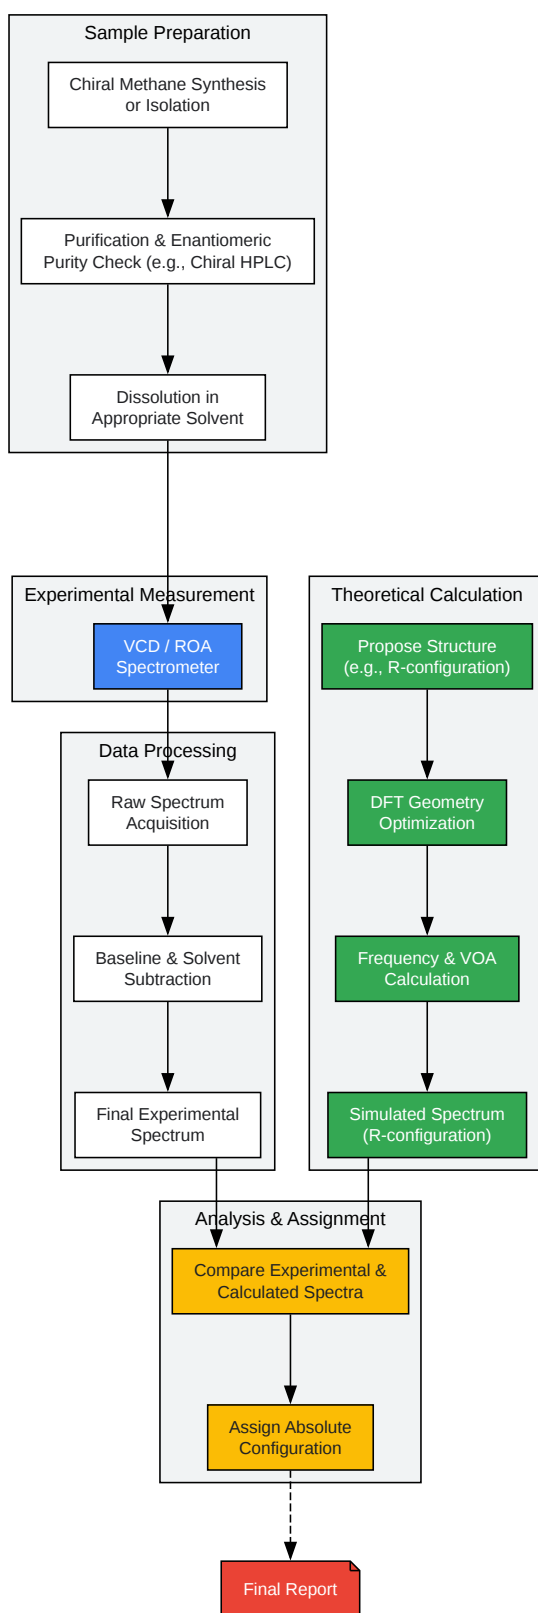 Sample Preparation
Chiral Methane Synthesis
or Isolation
Purification & Enantiomeric
Purity Check (e.g., Chiral HPLC)
Dissolution in
Appropriate Solvent
Experimental Measurement
VCD / ROA
Spectrometer
Data Processing
Raw Spectrum
Acquisition
Baseline & Solvent
Subtraction
Final Experimental
Spectrum
Theoretical Calculation
Propose Structure
(e.g., R-configuration)
DFT Geometry
Optimization
Frequency & VOA
Calculation
Simulated Spectrum
(R-configuration)
Analysis & Assignment
Compare Experimental &
Calculated Spectra
Assign Absolute
Configuration
Final Report